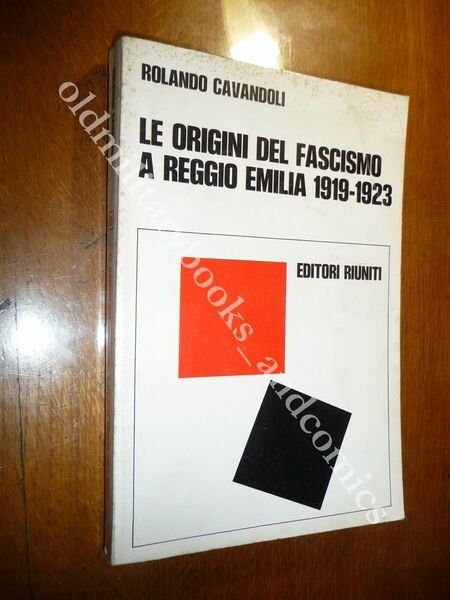 ROLANDO CAVANDOLI
LE ORIGINI DEL FASCISMO
A REGGIO EMILIA 1919-1923
EDITORI RIUNITI
oldmilitarybooks_andcomics